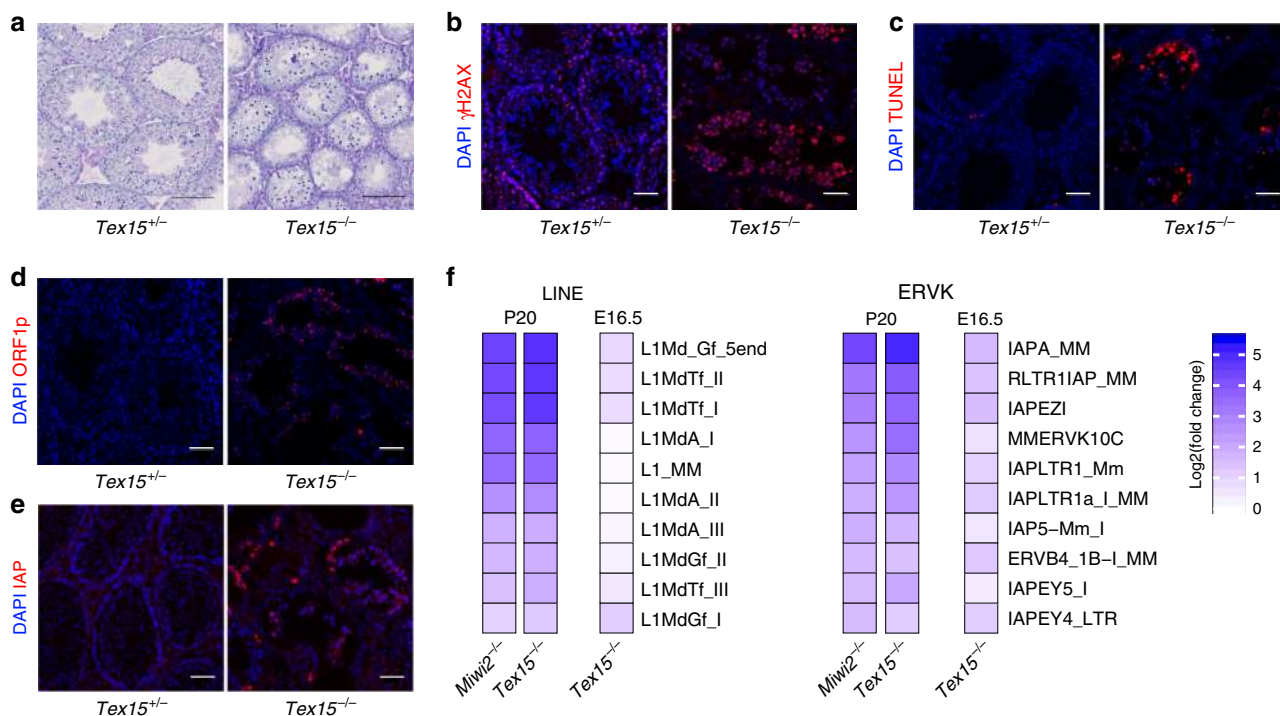 a
Tex15+/–
Tex15–/–
b
DAPI γH2AX
Tex15+/–
Tex15–/–
c
DAPI TUNEL
Tex15+/–
Tex15–/–
d
DAPI ORF1p
Tex15+/–
Tex15–/–
e
DAPI IAP
Tex15+/–
Tex15–/–
f
LINE
P20
E16.5
L1Md_Gf_5end
L1MdTf_II
L1MdTf_I
L1MdA_I
L1_MM
L1MdA_II
L1MdA_III
L1MdGf_II
L1MdTf_III
L1MdGf_I
Miwi2–/–
Tex15–/–
Tex15–/–
ERVK
P20
E16.5
IAPA_MM
RLTR1IAP_MM
IAPEZI
MMERVK10C
IAPLTR1_Mm
IAPLTR1a_I_MM
IAP5–Mm_I
ERVB4_1B–I_MM
IAPEY5_I
IAPEY4_LTR
Miwi2–/–
Tex15–/–
Tex15–/–
Log2(fold change)
5
4
3
2
1
0